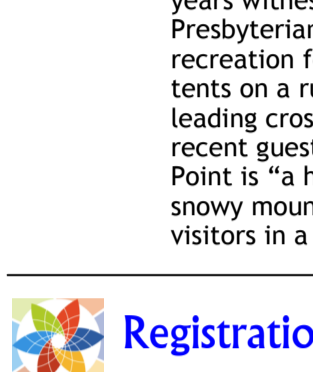 years witnes
Presbyterian
recreation f
tents on a ru
leading cros
recent guest
Point is “a h
snowy moun
visitors in a
Registratio